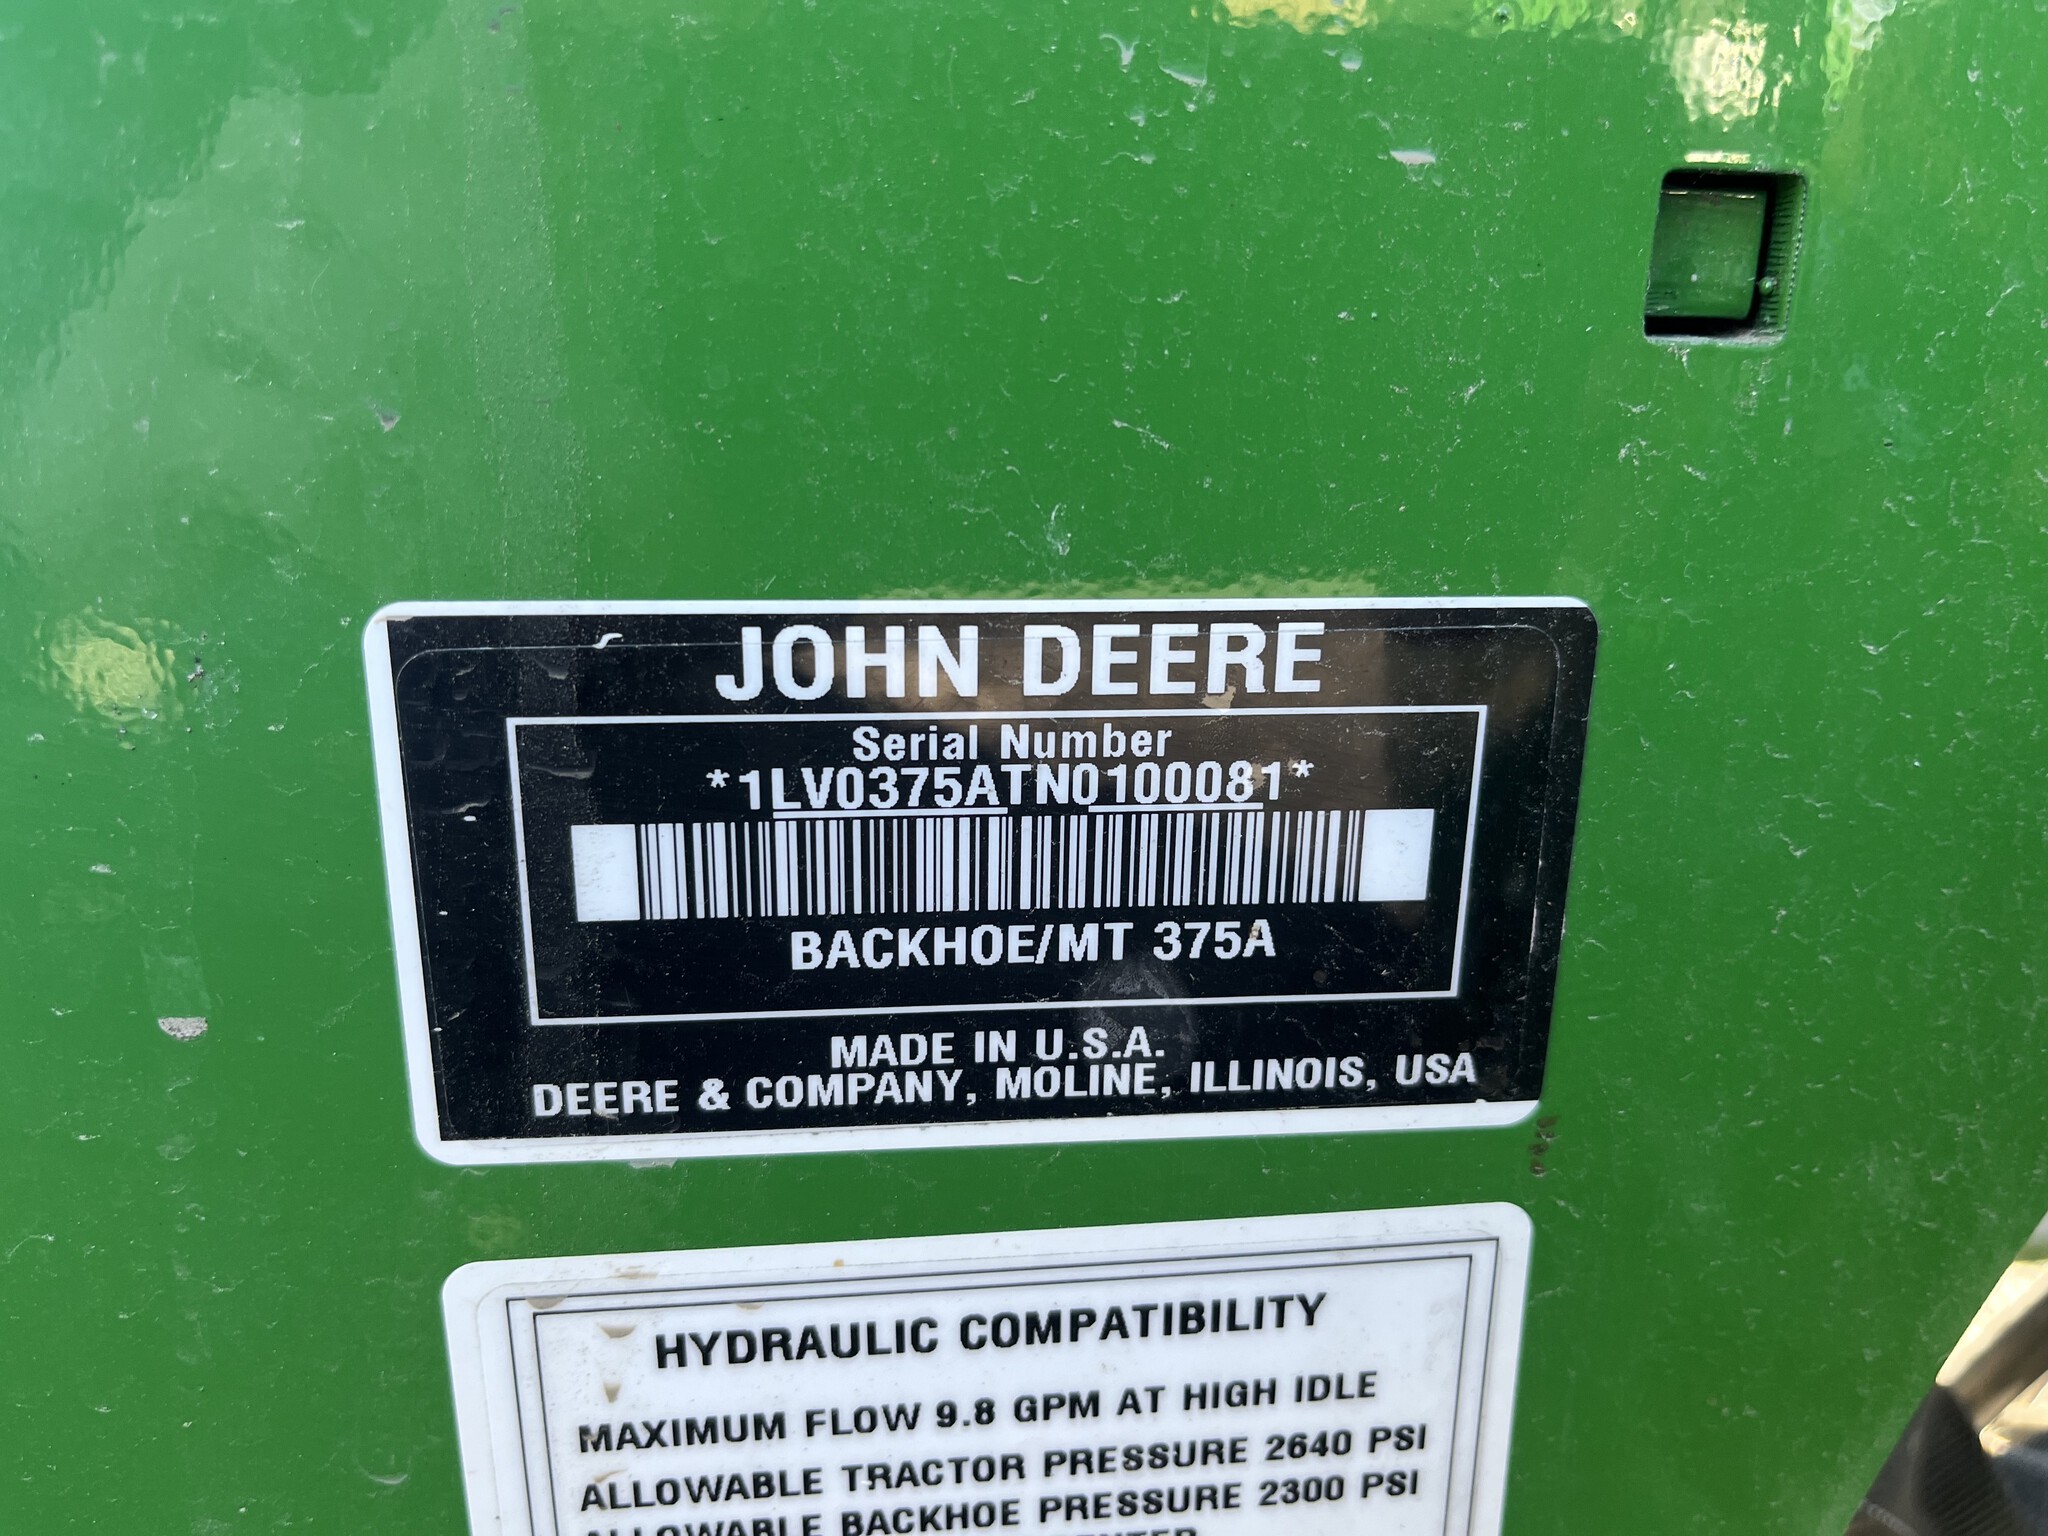 JOHN DEERE
Serial Number
*1LV0375ATN0100081*
BACKHOE/MT 375A
MADE IN U.S.A.
DEERE & COMPANY, MOLINE, ILLINOIS, USA
HYDRAULIC COMPATIBILITY
MAXIMUM FLOW 9.8 GPM AT HIGH IDLE
ALLOWABLE TRACTOR PRESSURE 2640 PSI
ALLOWABLE BACKHOE PRESSURE 2300 PSI